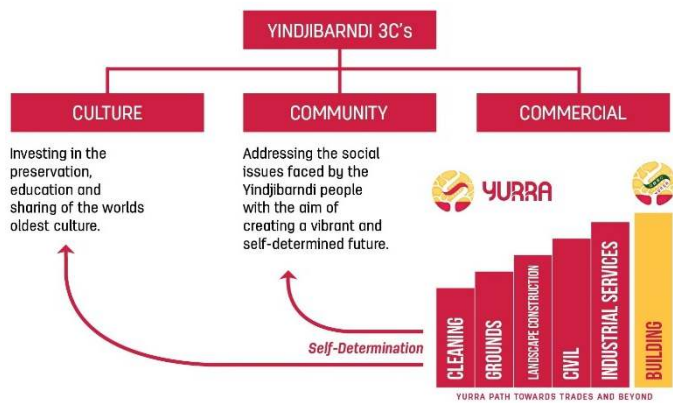 YINDJIBARNDI 3C's
CULTURE
COMMUNITY
COMMERCIAL
Investing in the
preservation,
education and
sharing of the worlds
oldest culture.
Addressing the social
issues faced by the
Yindjibarndi people
with the aim of
creating a vibrant and
self-determined future.
YURRA
Self-Determination
CLEANING
GROUNDS
LANDSCAPE CONSTRUCTION
CIVIL
INDUSTRIAL SERVICES
BUILDING
YURRA PATH TOWARDS TRADES AND BEYOND